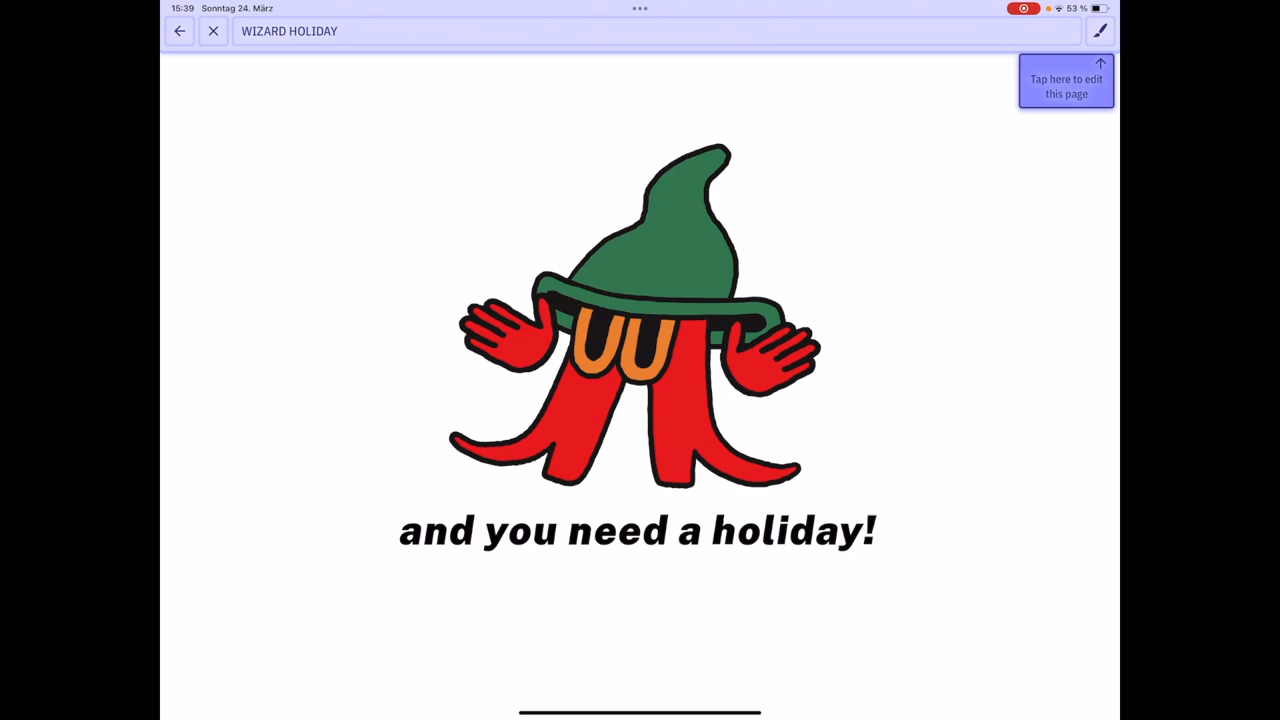 15:39 Sonntag 24. März
53 %
WIZARD HOLIDAY
Tap here to edit
this page
and you need a holiday!